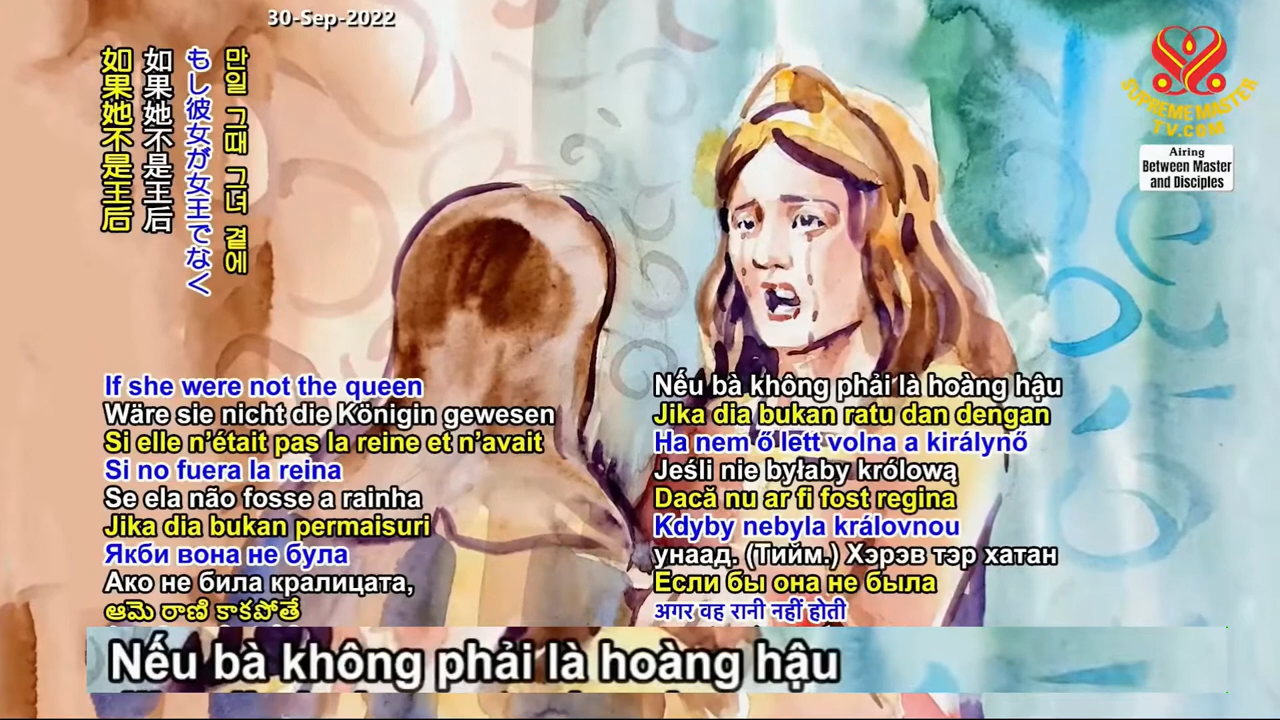 30-Sep-2022
만일 그때 그녀 곁에
もし彼女が女王でなく
如果她不是王后
如果她不是王后
SUPREME MASTER
TV.COM
Airing
Between Master
and Disciples
If she were not the queen
Wäre sie nicht die Königin gewesen
Si elle n’était pas la reine et n’avait
Si no fuera la reina
Se ela não fosse a rainha
Jika dia bukan permaisuri
Якби вона не була
Ако не била кралицата,
ఆమె రాణి కాకపోతే
Nếu bà không phải là hoàng hậu
Jika dia bukan ratu dan dengan
Ha nem ő lett volna a királynő
Jeśli nie byłaby królową
Dacă nu ar fi fost regina
Kdyby nebyla královnou
унаад. (Тийм.) Хэрэв тэр хатан
Если бы она не была
अगर वह रानी नहीं होती
Nếu bà không phải là hoàng hậu